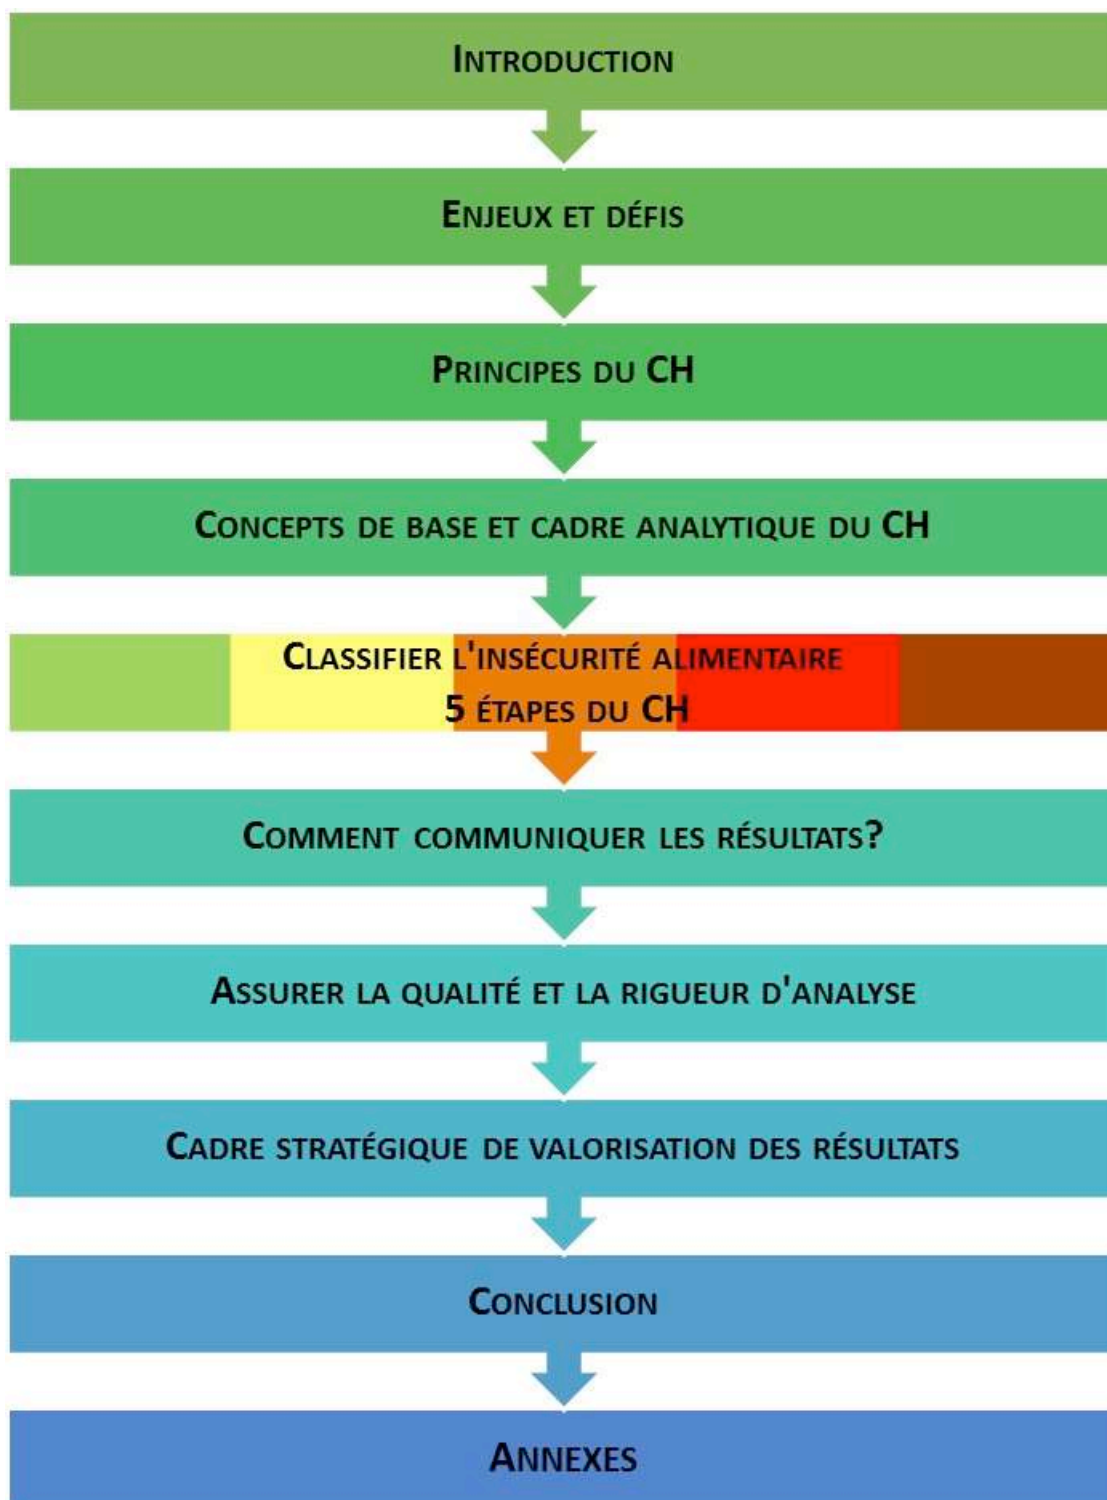 INTRODUCTION
ENJEUX ET DÉFIS
PRINCIPES DU CH
CONCEPTS DE BASE ET CADRE ANALYTIQUE DU CH
CLASSIFIER L'INSÉCURITÉ ALIMENTAIRE
5 ÉTAPES DU CH
COMMENT COMMUNIQUER LES RÉSULTATS?
ASSURER LA QUALITÉ ET LA RIGUEUR D'ANALYSE
CADRE STRATÉGIQUE DE VALORISATION DES RÉSULTATS
CONCLUSION
ANNEXES